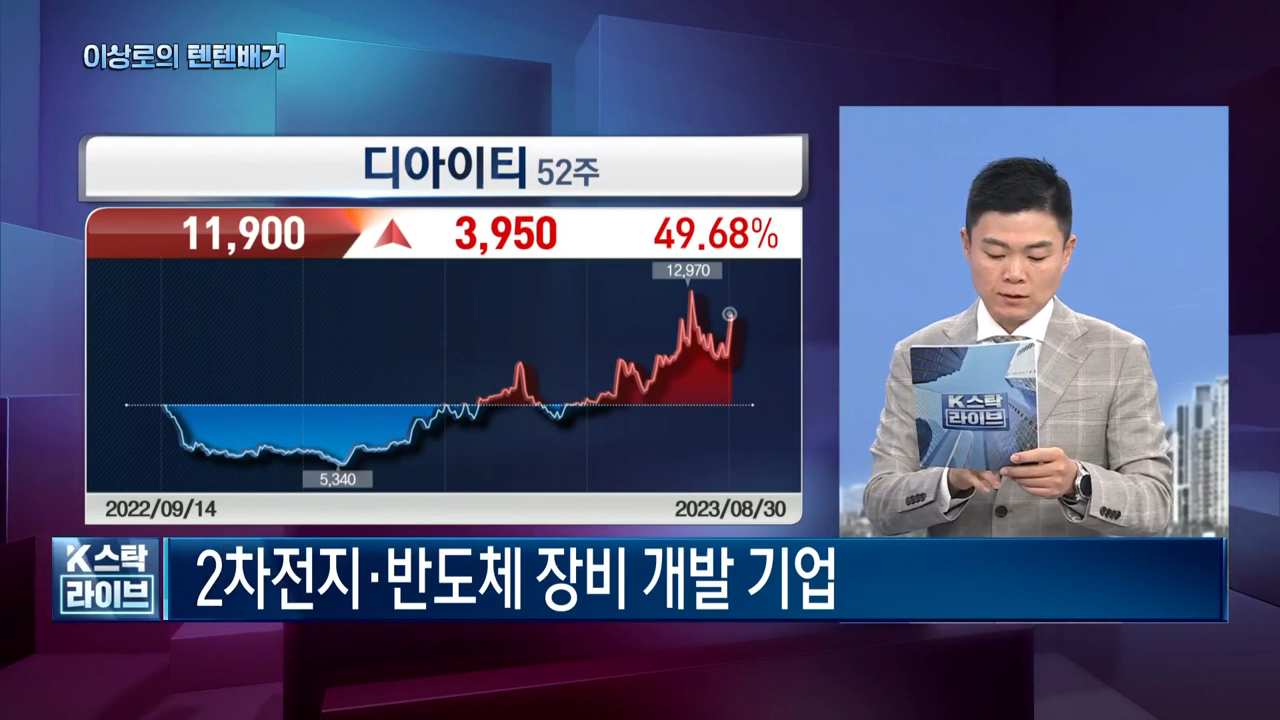 이상로의 텐텐배거
디아이티 52주
11,900 3,950 49.68%
12,970
5,340
2022/09/14 2023/08/30
K스탁
라이브
K스탁
라이브
2차전지·반도체 장비 개발 기업